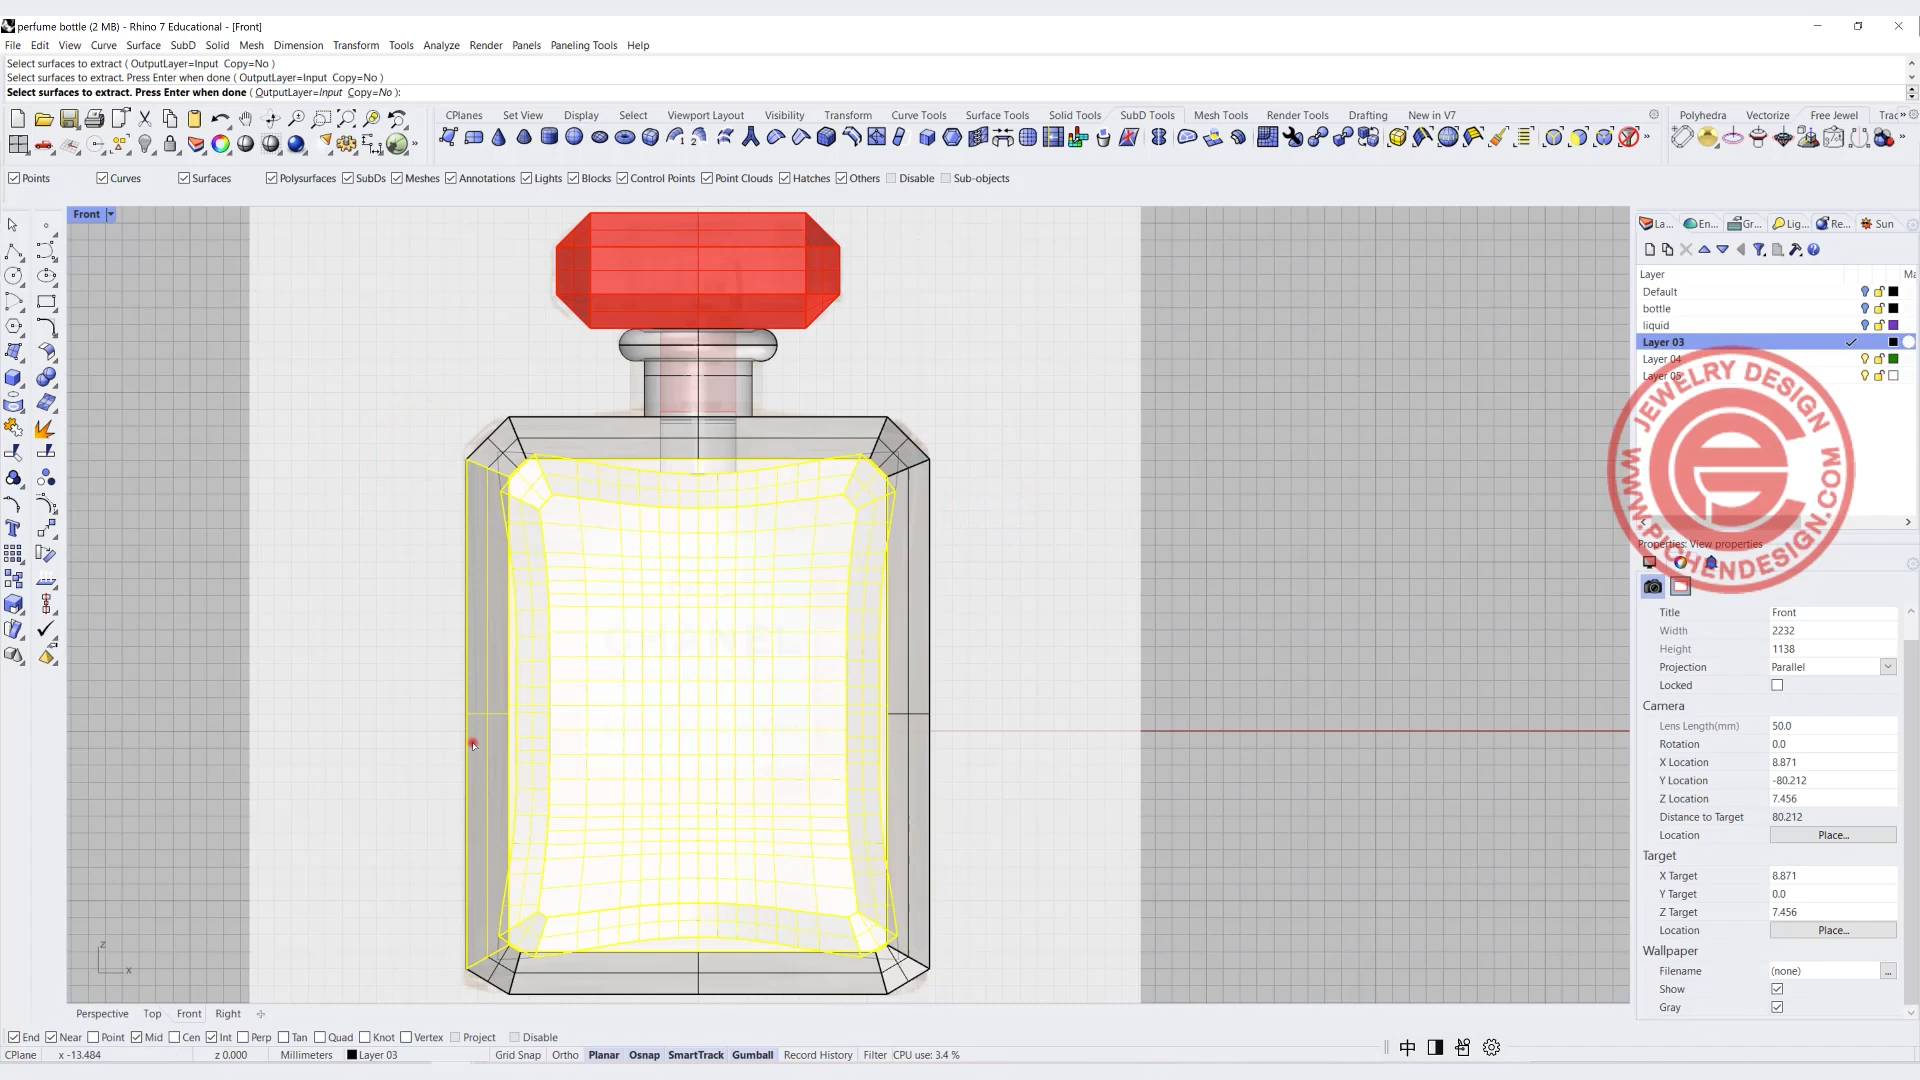 perfume bottle (2 MB) - Rhino 7 Educational - [Front]
File Edit View Curve Surface SubD Solid Mesh Dimension Transform Tools Analyze Render Panels Paneling Tools Help
Select surfaces to extract ( OutputLayer=Input Copy=No )
Select surfaces to extract. Press Enter when done ( OutputLayer=Input Copy=No )
Select surfaces to extract. Press Enter when done ( OutputLayer=Input Copy=No ):
CPlanes Set View Display Select Viewport Layout Visibility Transform Curve Tools Surface Tools Solid Tools SubD Tools Mesh Tools Render Tools Drafting New in V7 Polyhedra Vectorize Free Jewel Trac »
Points Curves Surfaces Polysurfaces SubDs Meshes Annotations Lights Blocks Control Points Point Clouds Hatches Others Disable Sub-objects
Front
La... En... Gr... Lig... Re... Sun
Layer Ma
Default
bottle
liquid
Layer 03
Layer 04
Layer 05
JEWELRY DESIGN
WWW.PICHENDESIGN.COM
CHANEL
Properties: View properties
Title Front
Width 2232
Height 1138
Projection Parallel
Locked
Camera
Lens Length(mm) 50.0
Rotation 0.0
X Location 8.871
Y Location -80.212
Z Location 7.456
Distance to Target 80.212
Location Place...
Target
X Target 8.871
Y Target 0.0
Z Target 7.456
Location Place...
Wallpaper
Filename (none) ...
Show
Gray
z
x
Perspective Top Front Right
End Near Point Mid Cen Int Perp Tan Quad Knot Vertex Project Disable
CPlane x -13.484 z 0.000 Millimeters Layer 03 Grid Snap Ortho Planar Osnap SmartTrack Gumball Record History Filter CPU use: 3.4 %
中